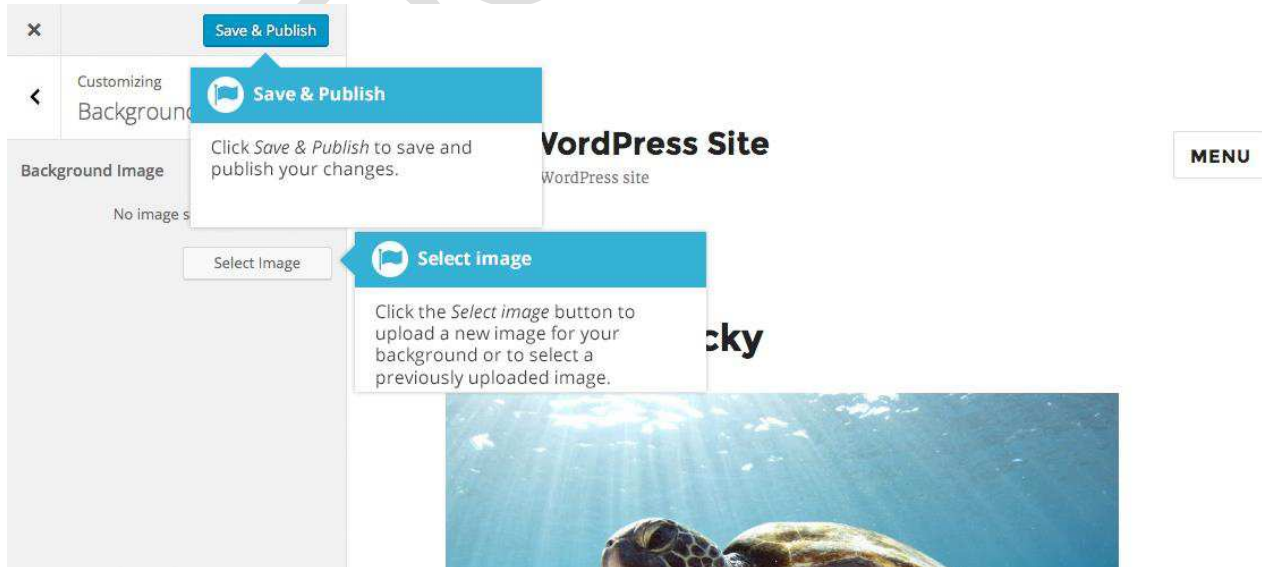 Save & Publish
Customizing
Background
Save & Publish
Click Save & Publish to save and
publish your changes.
WordPress Site
WordPress site
MENU
Background Image
No image s
Select Image
Select image
Click the Select image button to
upload a new image for your
background or to select a
previously uploaded image.
cky